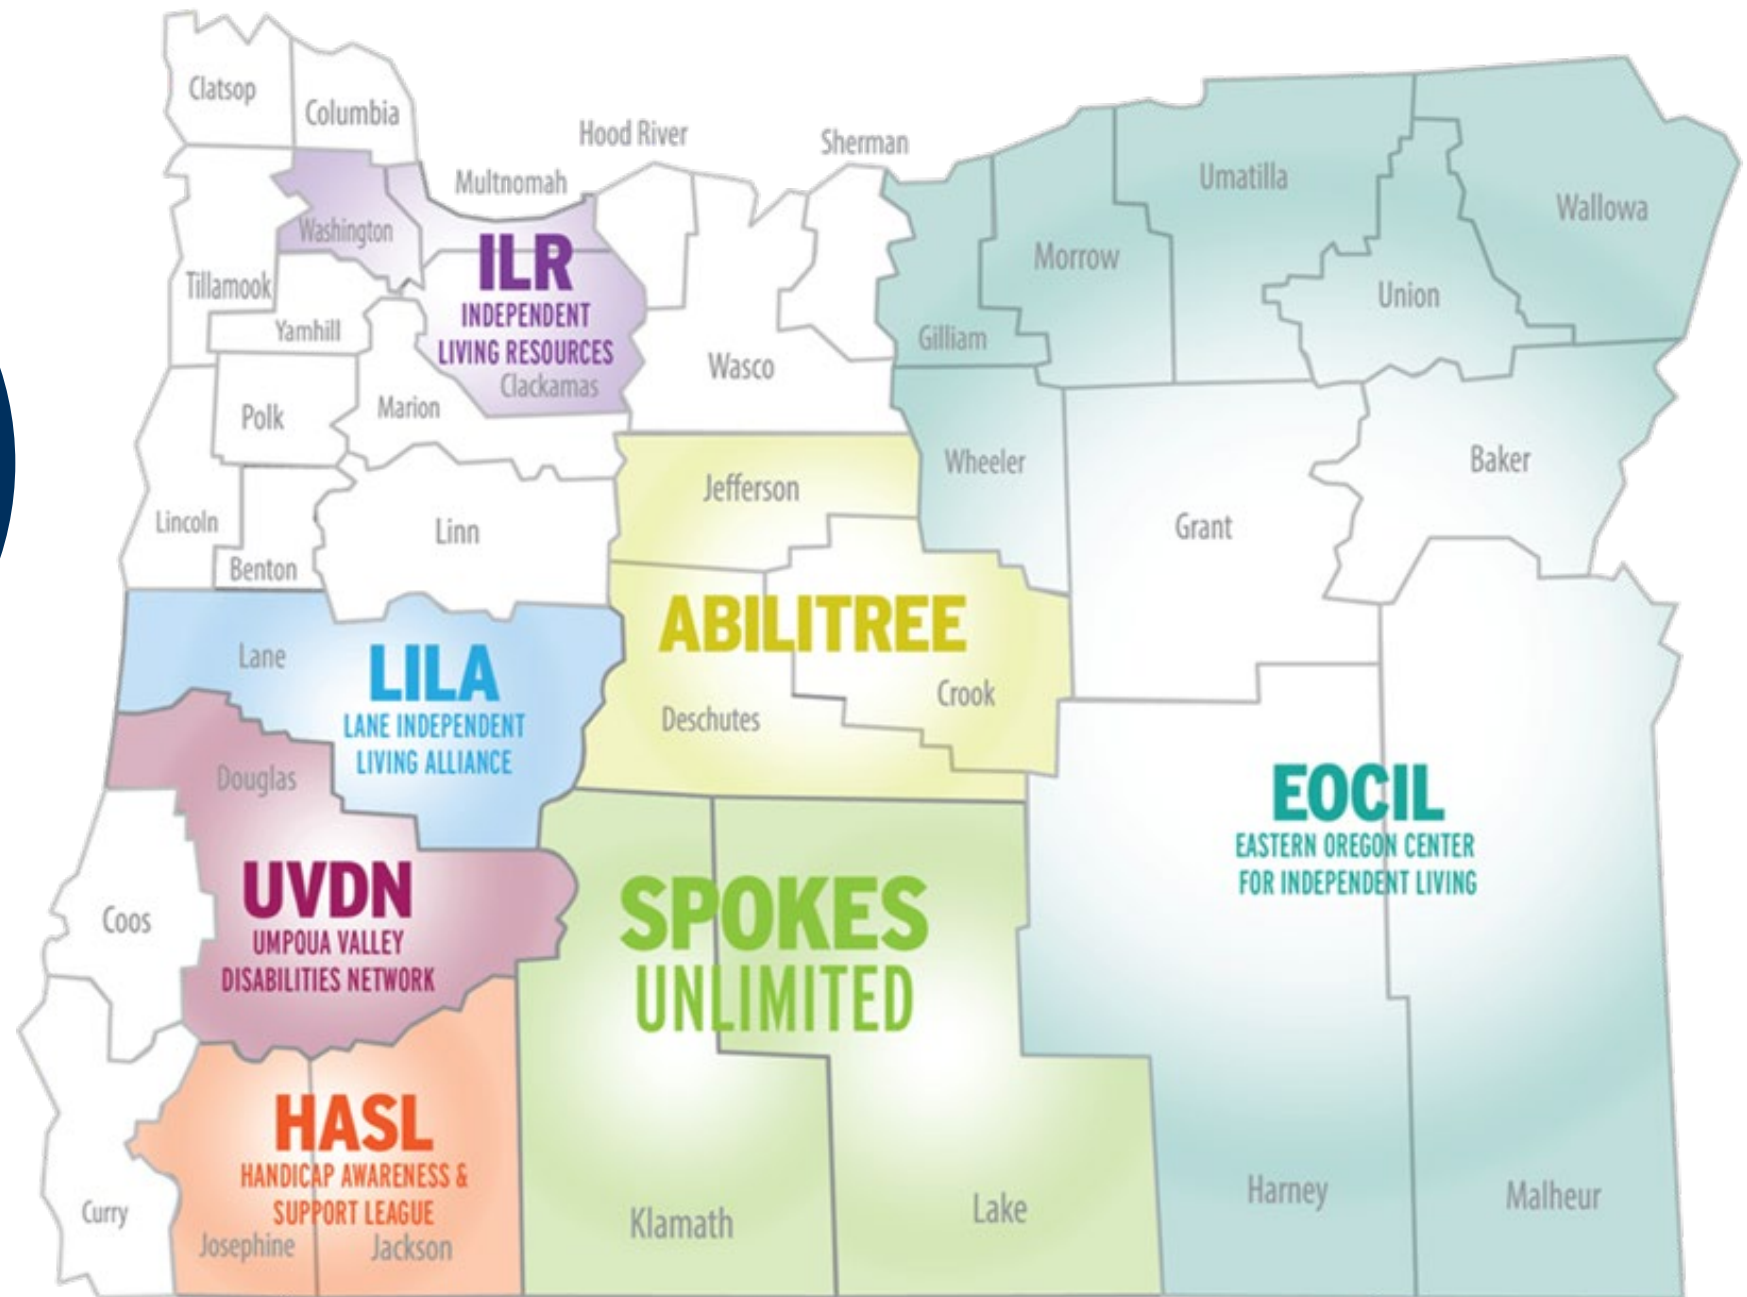 Clatsop
Columbia
Hood River
Sherman
Multnomah
Umatilla
Wallowa
Washington
ILR
INDEPENDENT
LIVING RESOURCES
Clackamas
Morrow
Tillamook
Union
Yamhill
Gilliam
Wasco
Polk
Marion
Jefferson
Wheeler
Baker
Lincoln
Linn
Grant
Benton
ABILITREE
Lane
LILA
LANE INDEPENDENT
LIVING ALLIANCE
Crook
Deschutes
Douglas
EOCIL
EASTERN OREGON CENTER
FOR INDEPENDENT LIVING
UVDN
UMPQUA VALLEY
DISABILITIES NETWORK
Coos
SPOKES
UNLIMITED
HASL
HANDICAP AWARENESS &
SUPPORT LEAGUE
Josephine
Jackson
Curry
Klamath
Lake
Harney
Malheur